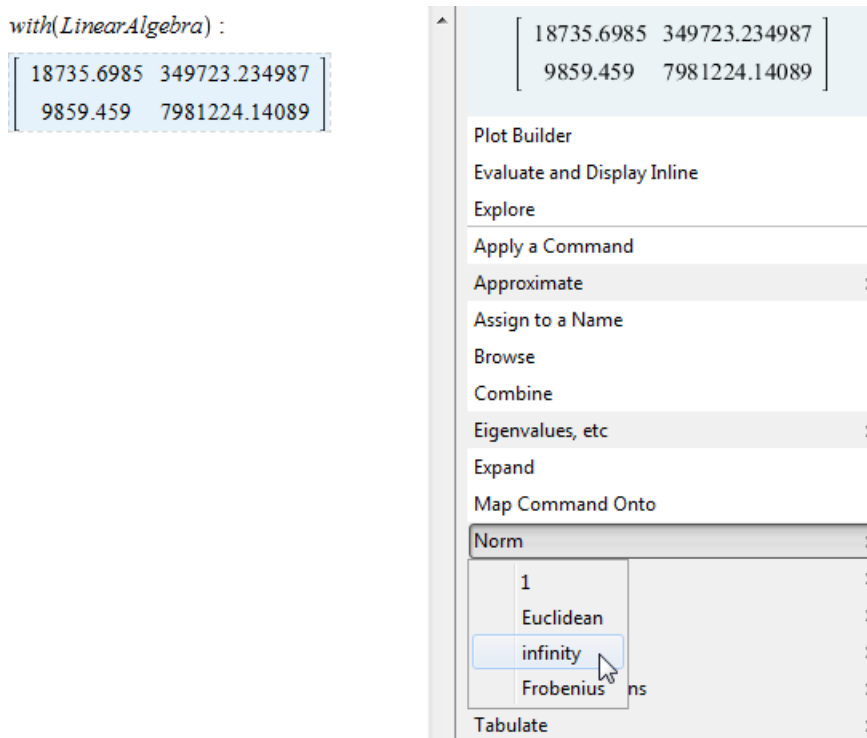 with(LinearAlgebra) :
18735.6985 349723.234987
9859.459 7981224.14089
18735.6985 349723.234987
9859.459 7981224.14089
Plot Builder
Evaluate and Display Inline
Explore
Apply a Command
Approximate
Assign to a Name
Browse
Combine
Eigenvalues, etc
Expand
Map Command Onto
Norm
1
Euclidean
infinity
Frobenius
ns
Tabulate